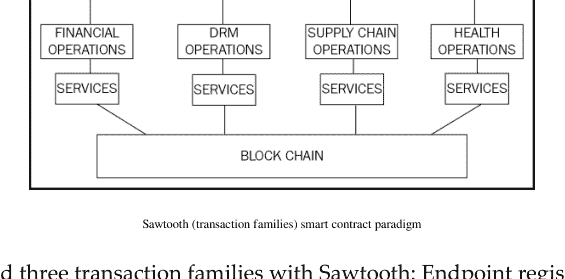 FINANCIAL DRM SUPPLY CHAIN HEALTH
OPERATIONS OPERATIONS OPERATIONS OPERATIONS
SERVICES SERVICES SERVICES SERVICES
BLOCK CHAIN
Sawtooth (transaction families) smart contract paradigm
three transaction families with Sawtooth: Endpoint